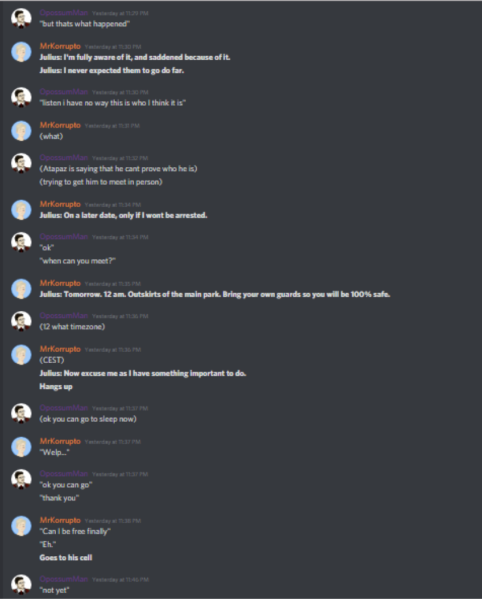 OpossumMan Yesterday at 11:29 PM
"but thats what happened"
MrKorrupto Yesterday at 11:30 PM
Julius: I'm fully aware of it, and saddened because of it.
Julius: I never expected them to go do far.
OpossumMan Yesterday at 11:30 PM
"listen i have no way this is who I think it is"
MrKorrupto Yesterday at 11:31 PM
(what)
OpossumMan Yesterday at 11:32 PM
(Atapaz is saying that he cant prove who he is)
(trying to get him to meet in person)
MrKorrupto Yesterday at 11:34 PM
Julius: On a later date, only if I wont be arrested.
OpossumMan Yesterday at 11:34 PM
"ok"
"when can you meet?"
MrKorrupto Yesterday at 11:35 PM
Julius: Tomorrow. 12 am. Outskirts of the main park. Bring your own guards so you will be 100% safe.
OpossumMan Yesterday at 11:36 PM
(12 what timezone)
MrKorrupto Yesterday at 11:36 PM
(CEST)
Julius: Now excuse me as I have something important to do.
Hangs up
OpossumMan Yesterday at 11:37 PM
(ok you can go to sleep now)
MrKorrupto Yesterday at 11:37 PM
"Welp..."
OpossumMan Yesterday at 11:37 PM
"ok you can go"
"thank you"
MrKorrupto Yesterday at 11:38 PM
"Can I be free finally"
"Eh."
Goes to his cell
OpossumMan Yesterday at 11:46 PM
"not yet"